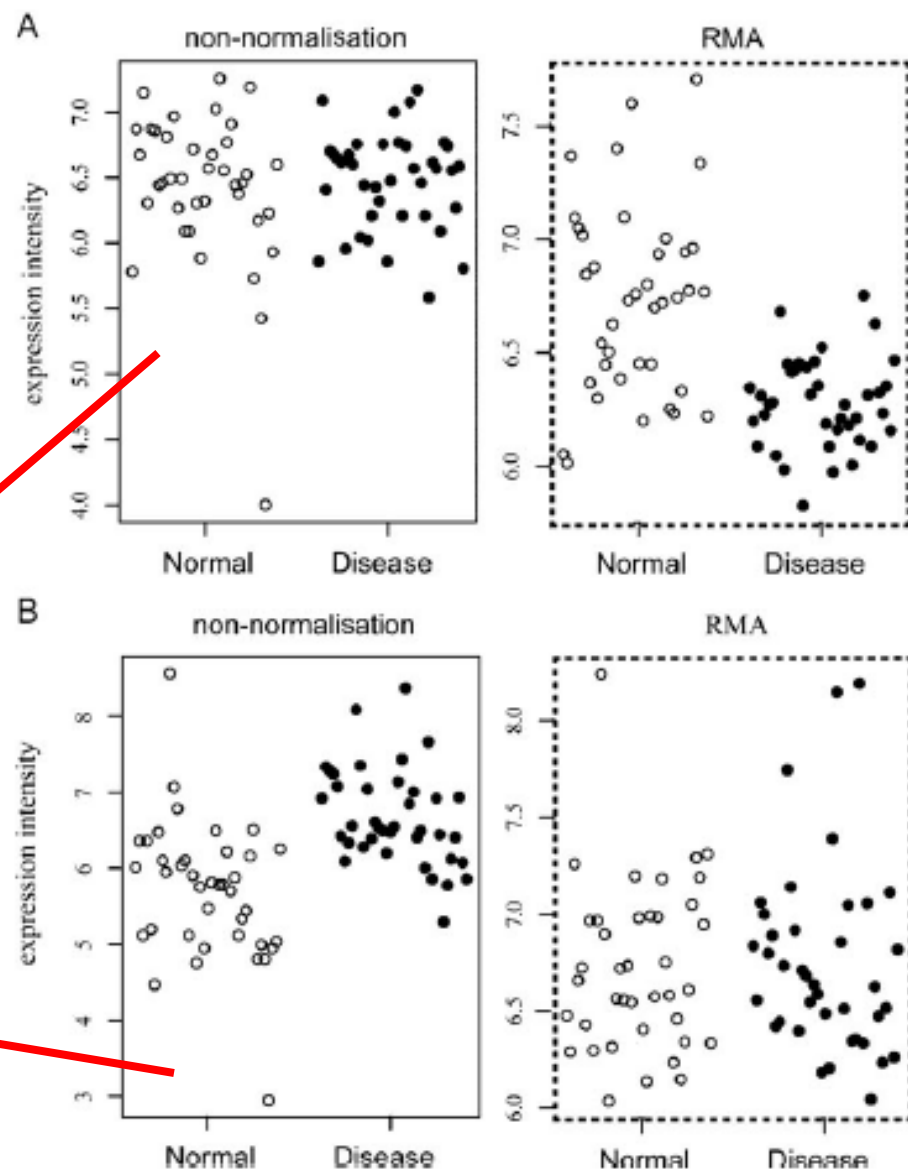 A
non-normalisation
RMA
expression intensity
7.0
6.5
6.0
5.5
5.0
4.5
4.0
7.5
7.0
6.5
6.0
Normal
Disease
Normal
Disease
B
non-normalisation
RMA
expression intensity
8
7
6
5
4
3
8.0
7.5
7.0
6.5
6.0
Normal
Disease
Normal
Disease